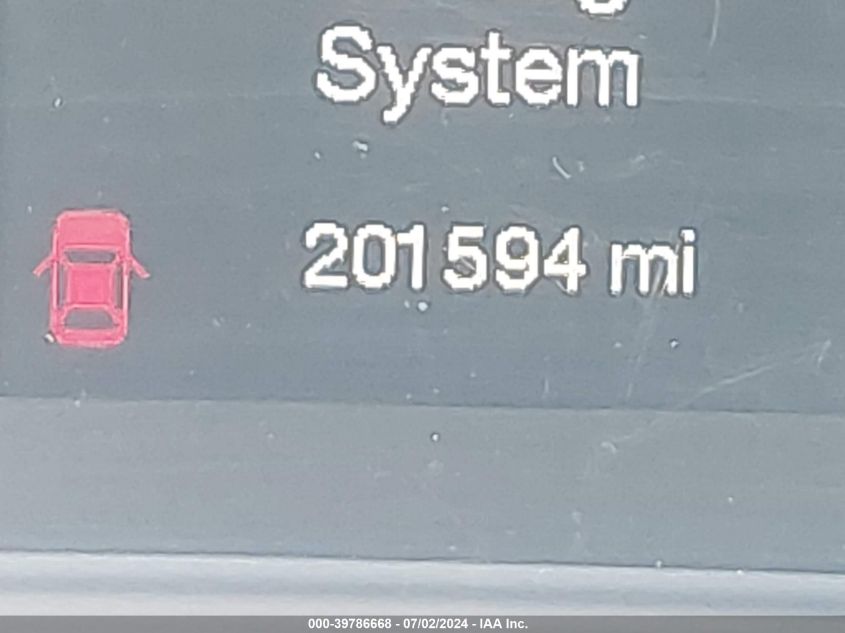 System
201594 mi
000-39786668 - 07/02/2024 - IAA Inc.